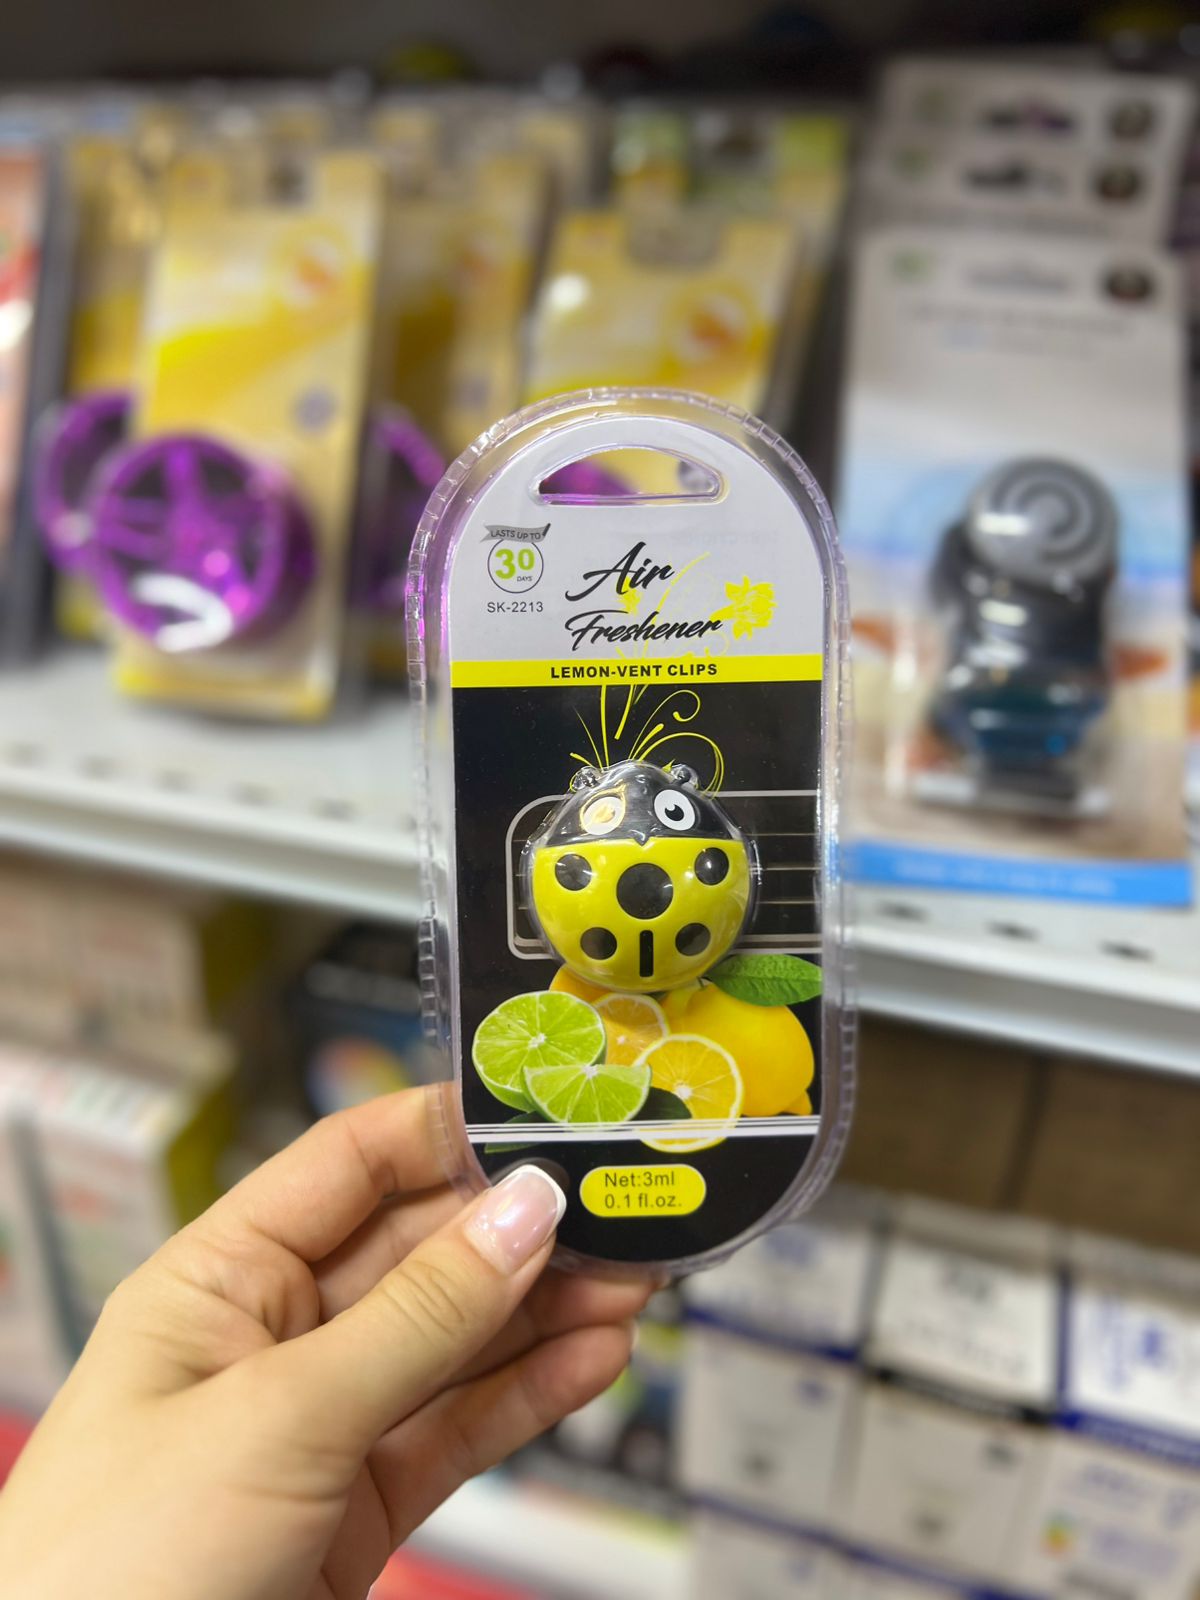 LASTS UP TO
30
DAYS
SK-2213
Air
Freshener
LEMON-VENT CLIPS
Net:3ml
0.1 fl.oz.